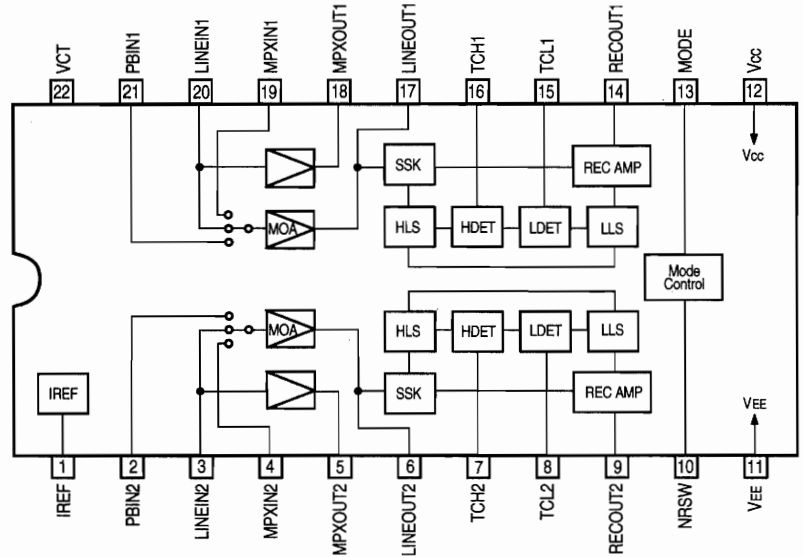 VCT
PBIN1
LINEIN1
MPXIN1
MPXOUT1
LINEOUT1
TCH1
TCL1
RECOUT1
MODE
Vcc
22
21
20
19
18
17
16
15
14
13
12
Vcc
SSK
REC AMP
MOA
HLS
HDET
LDET
LLS
Mode
Control
MOA
HLS
HDET
LDET
LLS
IREF
SSK
REC AMP
VEE
1
2
3
4
5
6
7
8
9
10
11
IREF
PBIN2
LINEIN2
MPXIN2
MPXOUT2
LINEOUT2
TCH2
TCL2
RECOUT2
NRSW
VEE